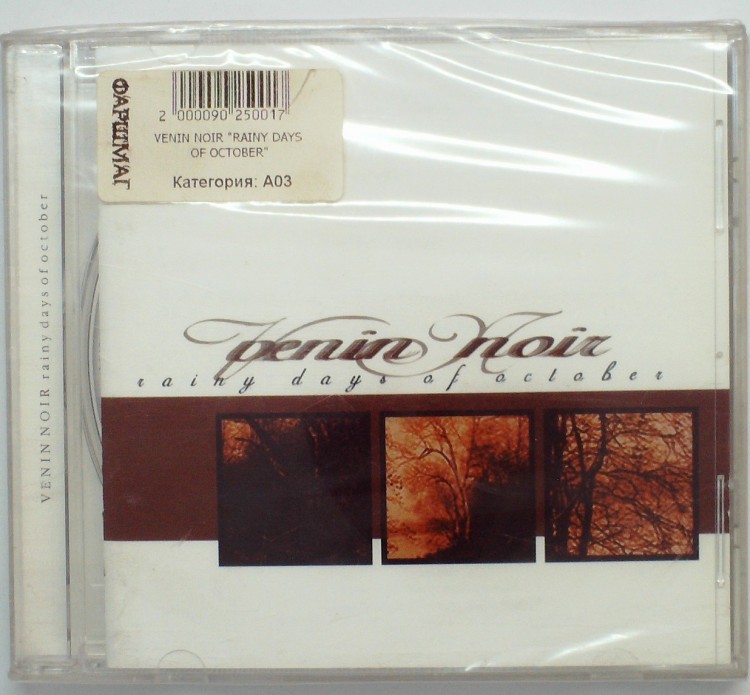 ФАРШМАГ
2 000090 250017
VENIN NOIR "RAINY DAYS
OF OCTOBER"
Категория: A03
VENIN NOIR rainy days of october
Venin Noir
rainy days of october